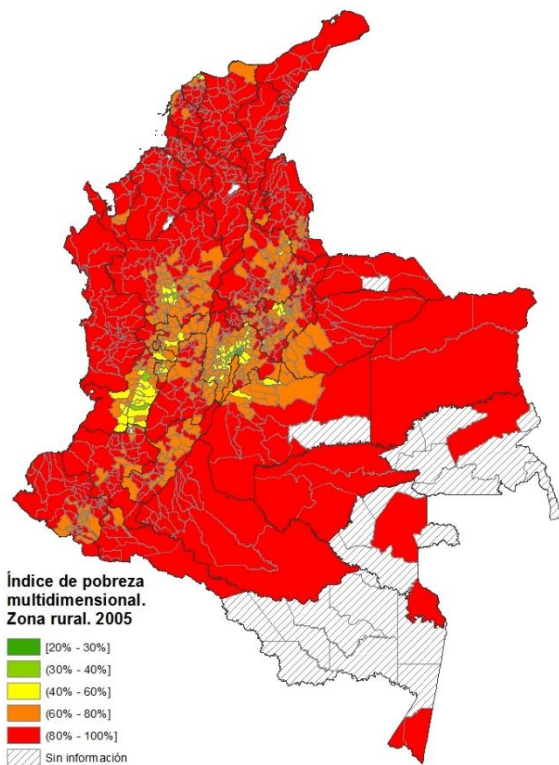 Índice de pobreza
multidimensional.
Zona rural. 2005
[20% - 30%]
(30% - 40%]
(40% - 60%]
(60% - 80%]
(80% - 100%]
Sin información